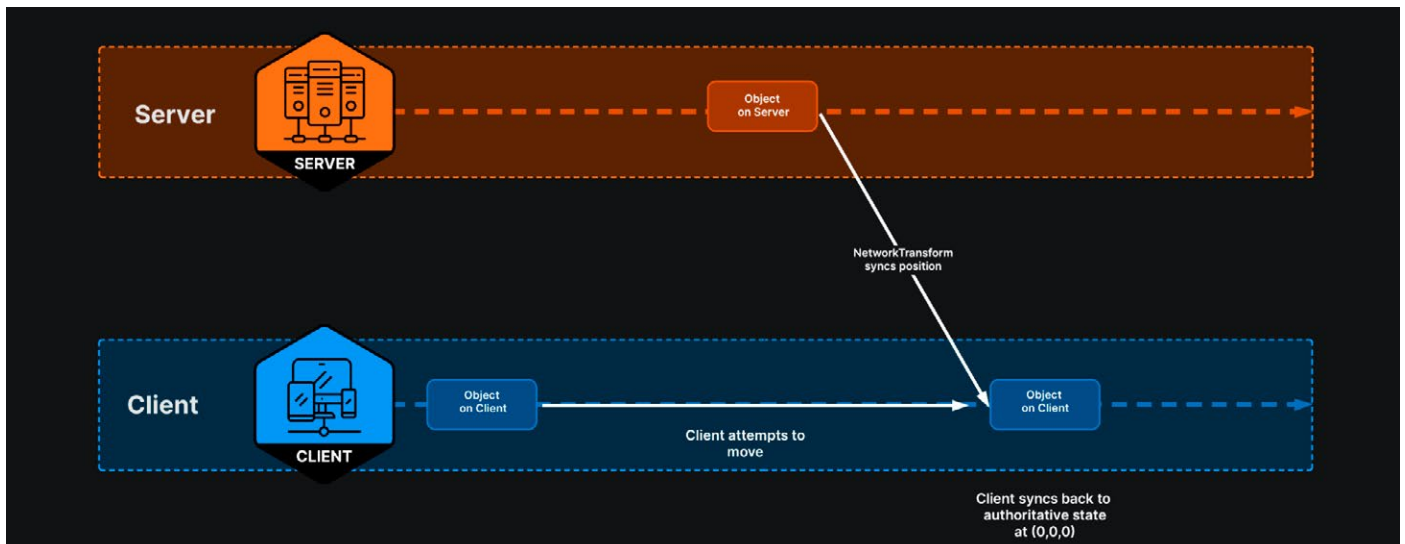 Server
SERVER
Object
on Server
NetworkTransform
syncs position
Client
CLIENT
Object
on Client
Client attempts to
move
Object
on Client
Client syncs back to
authoritative state
at (0,0,0)